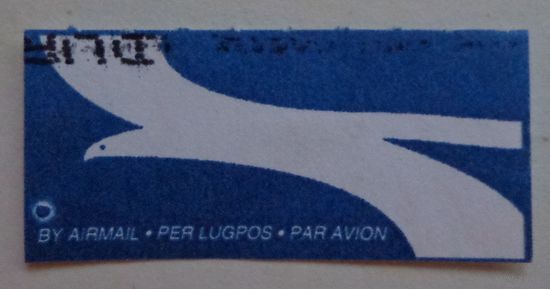 BY AIRMAIL • PER LUGPOS • PAR AVION